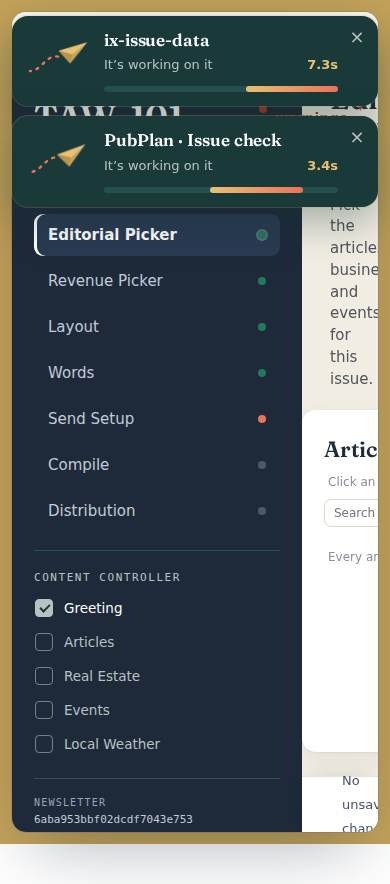 ix-issue-data
It's working on it
7.3s
PubPlan · Issue check
It's working on it
3.4s
Editorial Picker
Revenue Picker
Layout
Words
Send Setup
Compile
Distribution
CONTENT CONTROLLER
Greeting
Articles
Real Estate
Events
Local Weather
NEWSLETTER
6aba953bbf02dcdf7043e753
the
article
busine
and
events
for
this
issue.
Artic
Click an
Search
Every ar
No
unsav
chan